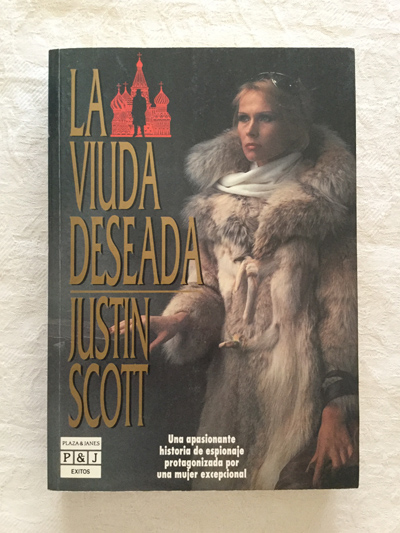 LA
VIUDA
DESEADA
JUSTIN
SCOTT
Una apasionante
historia de espionaje
protagonizada por
una mujer excepcional
PLAZA & JANES
P & J
EXITOS